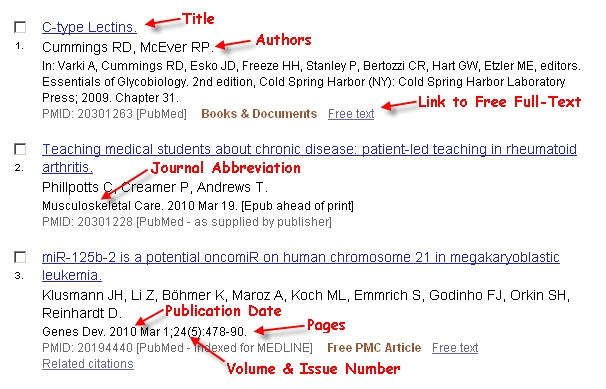 C-type Lectins. Title
1. Cummings RD, McEver RP. Authors
In: Varki A, Cummings RD, Esko JD, Freeze HH, Stanley P, Bertozzi CR, Hart GW, Etzler ME, editors.
Essentials of Glycobiology. 2nd edition, Cold Spring Harbor (NY): Cold Spring Harbor Laboratory
Press; 2009. Chapter 31.
Link to Free Full-Text
PMID: 20301263 [PubMed] Books & Documents Free text
Teaching medical students about chronic disease: patient-led teaching in rheumatoid
2. arthritis. Journal Abbreviation
Phillpotts C, Creamer P, Andrews T.
Musculoskeletal Care. 2010 Mar 19. [Epub ahead of print]
PMID: 20301228 [PubMed - as supplied by publisher]
miR-125b-2 is a potential oncomiR on human chromosome 21 in megakaryoblastic
3. leukemia.
Klusmann JH, Li Z, Böhmer K, Maroz A, Koch ML, Emmrich S, Godinho FJ, Orkin SH,
Reinhardt D. Publication Date
Genes Dev. 2010 Mar 1;24(5):478-90. Pages
PMID: 20194440 [PubMed - indexed for MEDLINE] Free PMC Article Free text
Related citations Volume & Issue Number